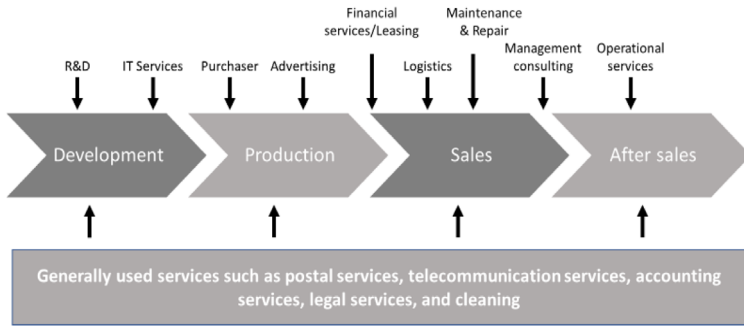 Financial
services/Leasing
Maintenance
& Repair
Management
consulting
Operational
services
R&D
IT Services
Purchaser
Advertising
Logistics
Development
Production
Sales
After sales
Generally used services such as postal services, telecommunication services, accounting
services, legal services, and cleaning